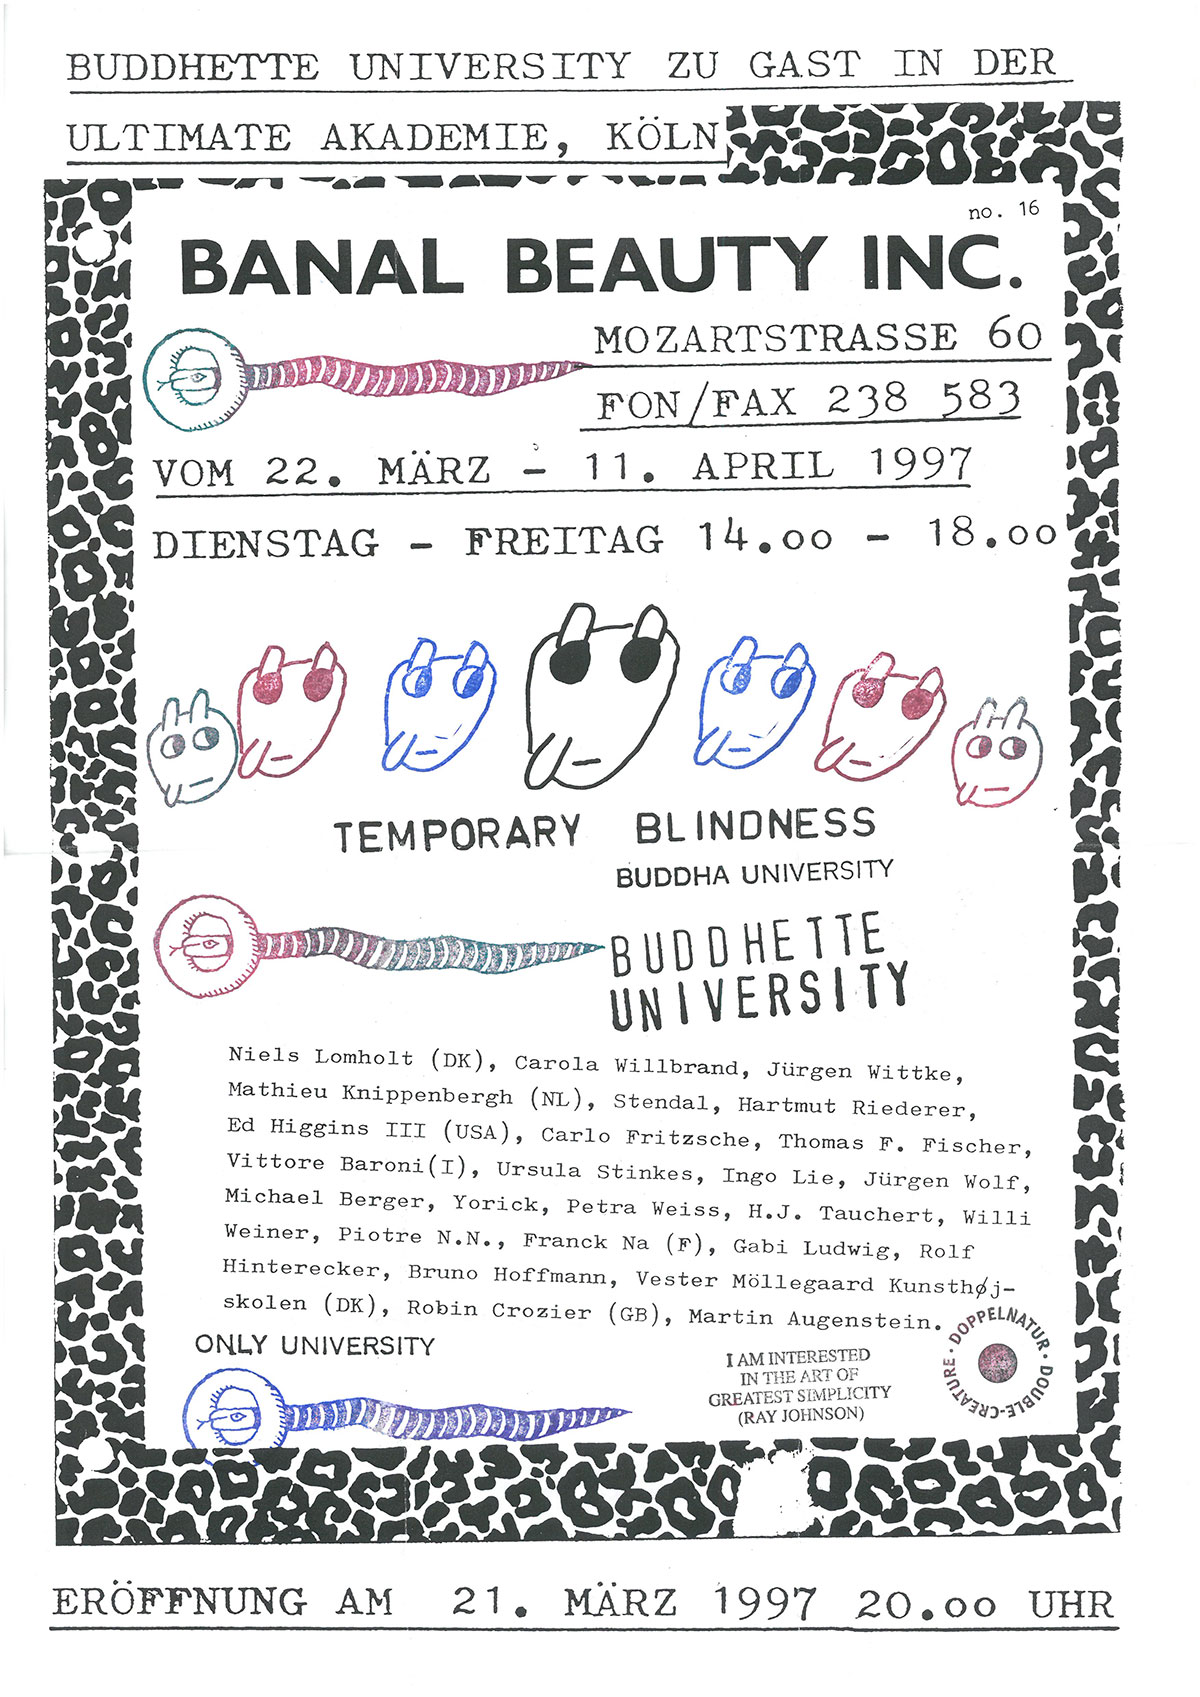 BUDDHETTE UNIVERSITY ZU GAST IN DER
ULTIMATE AKADEMIE, KÖLN
no. 16
BANAL BEAUTY INC.
MOZARTSTRASSE 60
FON/FAX 238 583
VOM 22. MÄRZ - 11. APRIL 1997
DIENSTAG - FREITAG 14.00 - 18.00
TEMPORARY BLINDNESS
BUDDHA UNIVERSITY
BUDDHETTE
UNIVERSITY
Niels Lomholt (DK), Carola Willbrand, Jürgen Wittke,
Mathieu Knippenbergh (NL), Stendal, Hartmut Riederer,
Ed Higgins III (USA), Carlo Fritzsche, Thomas F. Fischer,
Vittore Baroni(I), Ursula Stinkes, Ingo Lie, Jürgen Wolf,
Michael Berger, Yorick, Petra Weiss, H.J. Tauchert, Willi
Weiner, Piotre N.N., Franck Na (F), Gabi Ludwig, Rolf
Hinterecker, Bruno Hoffmann, Vester Möllegaard Kunsthøj-
skolen (DK), Robin Crozier (GB), Martin Augenstein.
ONLY UNIVERSITY
I AM INTERESTED
IN THE ART OF
GREATEST SIMPLICITY
(RAY JOHNSON)
DOPPELNATUR · DOUBLE-CREATURE ·
ERÖFFNUNG AM 21. MÄRZ 1997 20.00 UHR